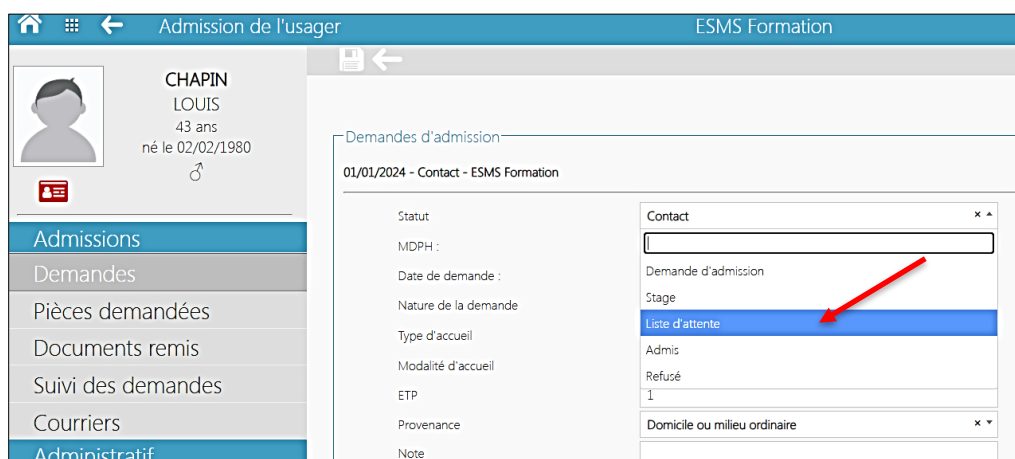 Admission de l'usager
ESMS Formation
CHAPIN
LOUIS
43 ans
né le 02/02/1980
Admissions
Demandes
Pièces demandées
Documents remis
Suivi des demandes
Courriers
Administratif
Demandes d'admission
01/01/2024 - Contact - ESMS Formation
Statut
Contact
MDPH :
Date de demande :
Demande d'admission
Nature de la demande
Stage
Type d'accueil
Liste d'attente
Modalité d'accueil
Admis
Refusé
ETP
1
Provenance
Domicile ou milieu ordinaire
Note